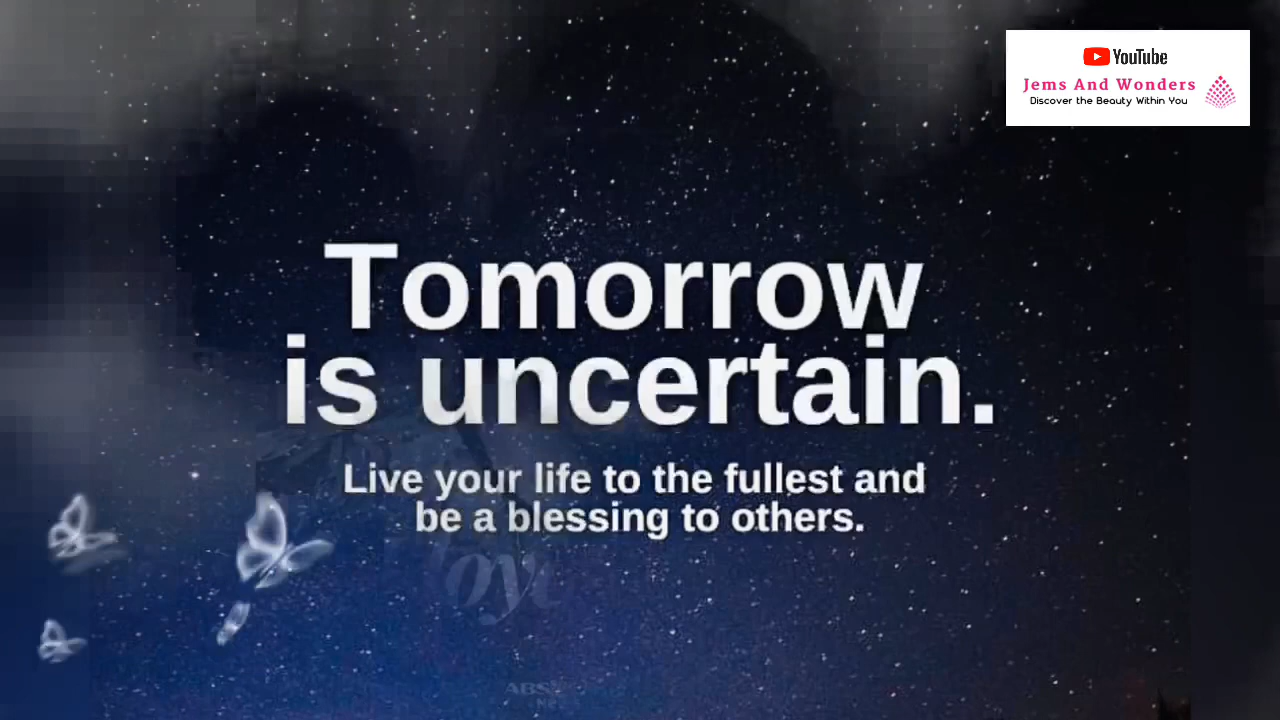 YouTube
Jems And Wonders
Discover the Beauty Within You
Tomorrow
is uncertain.
Live your life to the fullest and
be a blessing to others.